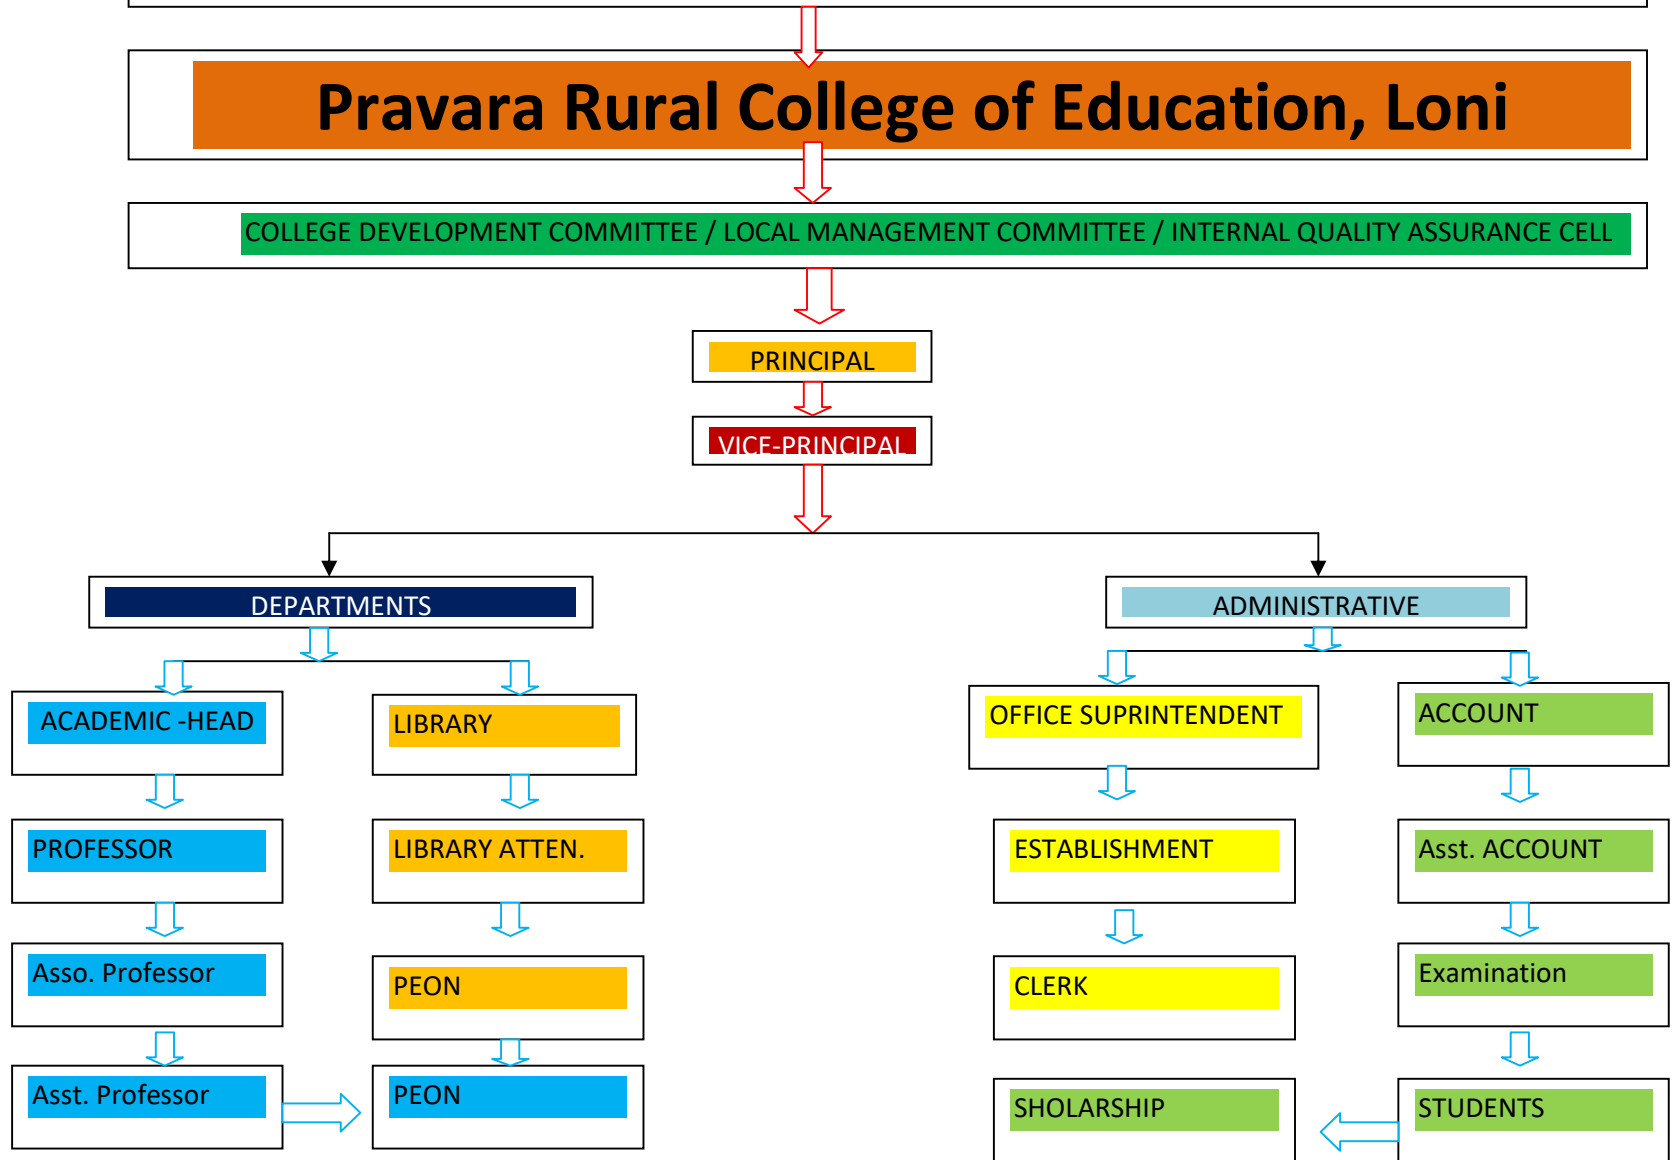 Pravara Rural College of Education, Loni
COLLEGE DEVELOPMENT COMMITTEE / LOCAL MANAGEMENT COMMITTEE / INTERNAL QUALITY ASSURANCE CELL
PRINCIPAL
VICE-PRINCIPAL
DEPARTMENTS
ADMINISTRATIVE
ACADEMIC -HEAD
LIBRARY
OFFICE SUPRINTENDENT
ACCOUNT
PROFESSOR
LIBRARY ATTEN.
ESTABLISHMENT
Asst. ACCOUNT
Asso. Professor
PEON
CLERK
Examination
Asst. Professor
PEON
SHOLARSHIP
STUDENTS